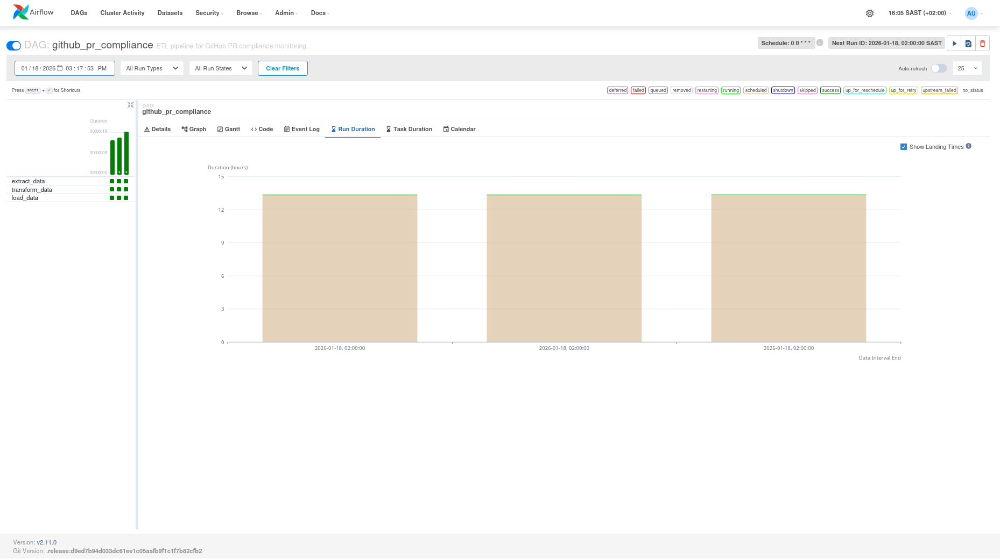 Airflow DAGs Cluster Activity Datasets Security Browse Admin Docs 16:05 SAST (+02:00) AU
DAG: github_pr_compliance ETL pipeline for GitHub PR compliance monitoring Schedule: 0 0 * * * Next Run ID: 2026-01-18, 02:00:00 SAST
01 / 18 / 2026 03 : 17 : 53 PM All Run Types All Run States Clear Filters Auto-refresh 25
Press shift + / for Shortcuts deferred failed queued removed restarting running scheduled shutdown skipped success up_for_reschedule up_for_retry upstream_failed no_status
Duration
00:00:19
00:00:09
00:00:00
extract_data
transform_data
load_data
DAG
github_pr_compliance
Details Graph Gantt Code Event Log Run Duration Task Duration Calendar
Show Landing Times
Duration (hours)
15
12
9
6
3
0
2026-01-18, 02:00:00 2026-01-18, 02:00:00 2026-01-18, 02:00:00
Data Interval End
Version: v2.11.0
Git Version: .release:d9ed7b94d033dc61ee1c05aafb9f1c1f7b82cfb2